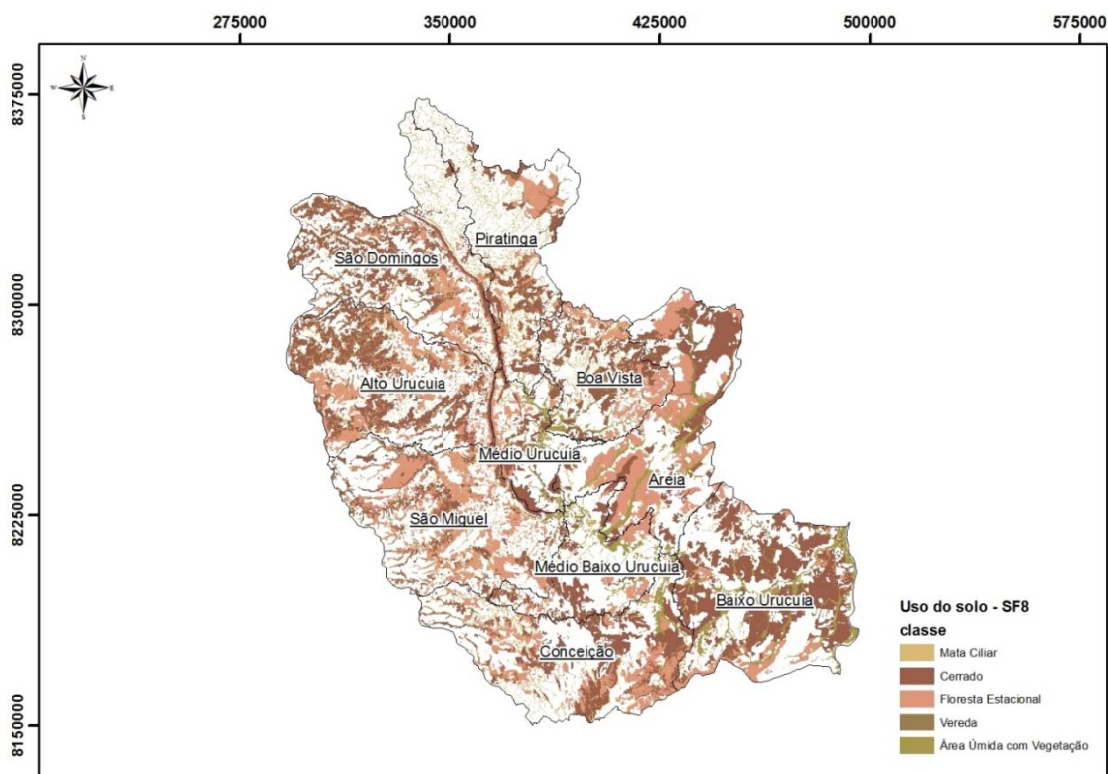 275000
350000
425000
500000
575000
8375000
8300000
8225000
8150000
N
W
E
S
Piratinga
São Domingos
Boa Vista
Alto Urucuia
Médio Urucuia
Areia
São Miguel
Médio Baixo Urucuia
Baixo Urucuia
Conceição
Uso do solo - SF8
classe
Mata Ciliar
Cerrado
Floresta Estacional
Vereda
Área Úmida com Vegetação